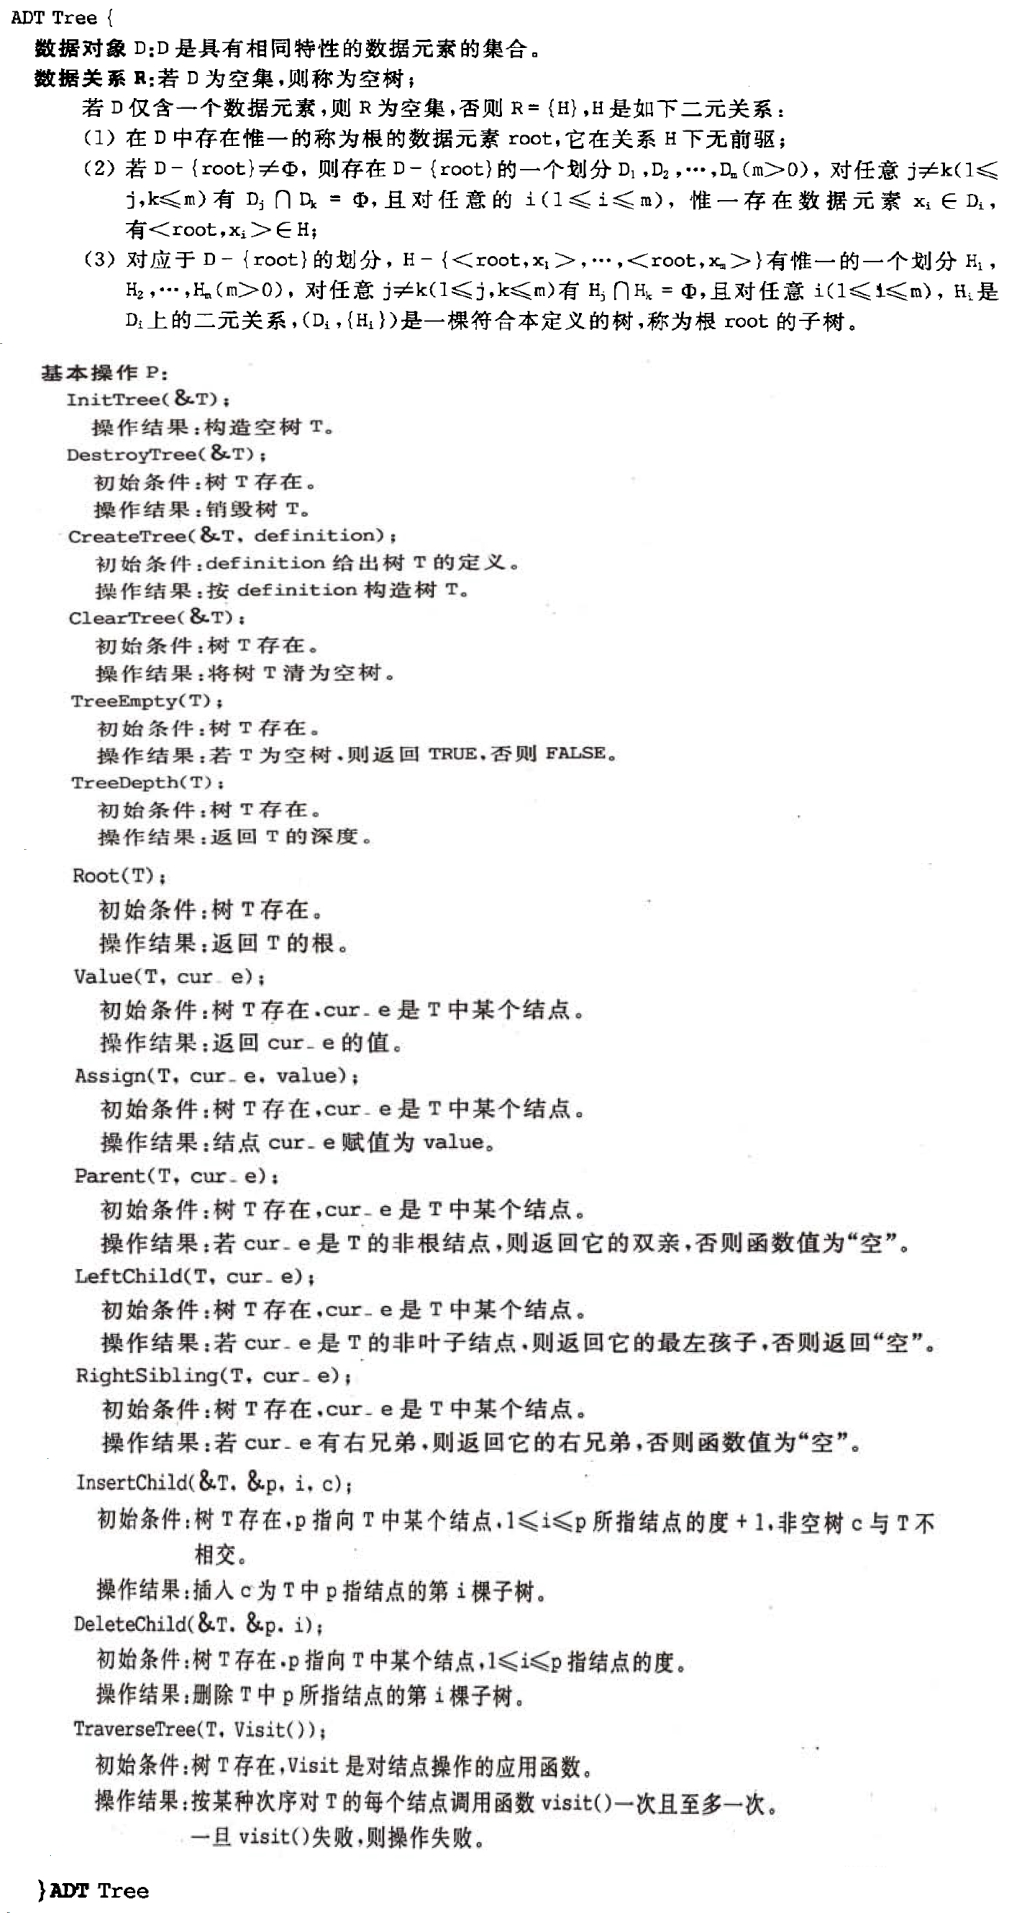 ADT Tree {
数据对象 D:D 是具有相同特性的数据元素的集合。
数据关系 R:若 D 为空集,则称为空树;
若 D 仅含一个数据元素,则 R 为空集,否则 R={H},H 是如下二元关系:
(1) 在 D 中存在惟一的称为根的数据元素 root,它在关系 H 下无前驱;
(2) 若 D-{root}≠Φ, 则存在 D-{root}的一个划分 D₁,D₂,…,Dₘ(m>0), 对任意 j≠k(1≤
j,k≤m) 有 Dⱼ∩Dₖ = Φ,且对任意的 i(1≤i≤m), 惟一存在数据元素 xᵢ∈Dᵢ,
有<root,xᵢ>∈H;
(3) 对应于 D-{root}的划分, H-{<root,x₁>,…,<root,xₘ>}有惟一的一个划分 H₁,
H₂,…,Hₘ(m>0), 对任意 j≠k(1≤j,k≤m)有 Hⱼ∩Hₖ=Φ,且对任意 i(1≤i≤m), Hᵢ是
Dᵢ上的二元关系,(Dᵢ,{Hᵢ})是一棵符合本定义的树,称为根 root 的子树。
基本操作 P:
InitTree(&T);
操作结果:构造空树 T。
DestroyTree(&T);
初始条件:树 T 存在。
操作结果:销毁树 T。
CreateTree(&T, definition);
初始条件:definition 给出树 T 的定义。
操作结果:按 definition 构造树 T。
ClearTree(&T);
初始条件:树 T 存在。
操作结果:将树 T 清为空树。
TreeEmpty(T);
初始条件:树 T 存在。
操作结果:若 T 为空树,则返回 TRUE,否则 FALSE。
TreeDepth(T);
初始条件:树 T 存在。
操作结果:返回 T 的深度。
Root(T);
初始条件:树 T 存在。
操作结果:返回 T 的根。
Value(T, cur_e);
初始条件:树 T 存在,cur_e 是 T 中某个结点。
操作结果:返回 cur_e 的值。
Assign(T, cur_e, value);
初始条件:树 T 存在,cur_e 是 T 中某个结点。
操作结果:结点 cur_e 赋值为 value。
Parent(T, cur_e);
初始条件:树 T 存在,cur_e 是 T 中某个结点。
操作结果:若 cur_e 是 T 的非根结点,则返回它的双亲,否则函数值为“空”。
LeftChild(T, cur_e);
初始条件:树 T 存在,cur_e 是 T 中某个结点。
操作结果:若 cur_e 是 T 的非叶子结点,则返回它的最左孩子,否则返回“空”。
RightSibling(T, cur_e);
初始条件:树 T 存在,cur_e 是 T 中某个结点。
操作结果:若 cur_e 有右兄弟,则返回它的右兄弟,否则函数值为“空”。
InsertChild(&T, &p, i, c);
初始条件:树 T 存在,p 指向 T 中某个结点,1≤i≤p 所指结点的度+1,非空树 c 与 T 不
相交。
操作结果:插入 c 为 T 中 p 指结点的第 i 棵子树。
DeleteChild(&T, &p, i);
初始条件:树 T 存在,p 指向 T 中某个结点,1≤i≤p 指结点的度。
操作结果:删除 T 中 p 所指结点的第 i 棵子树。
TraverseTree(T, Visit());
初始条件:树 T 存在,Visit 是对结点操作的应用函数。
操作结果:按某种次序对 T 的每个结点调用函数 visit()一次且至多一次。
一旦 visit()失败,则操作失败。
}ADT Tree